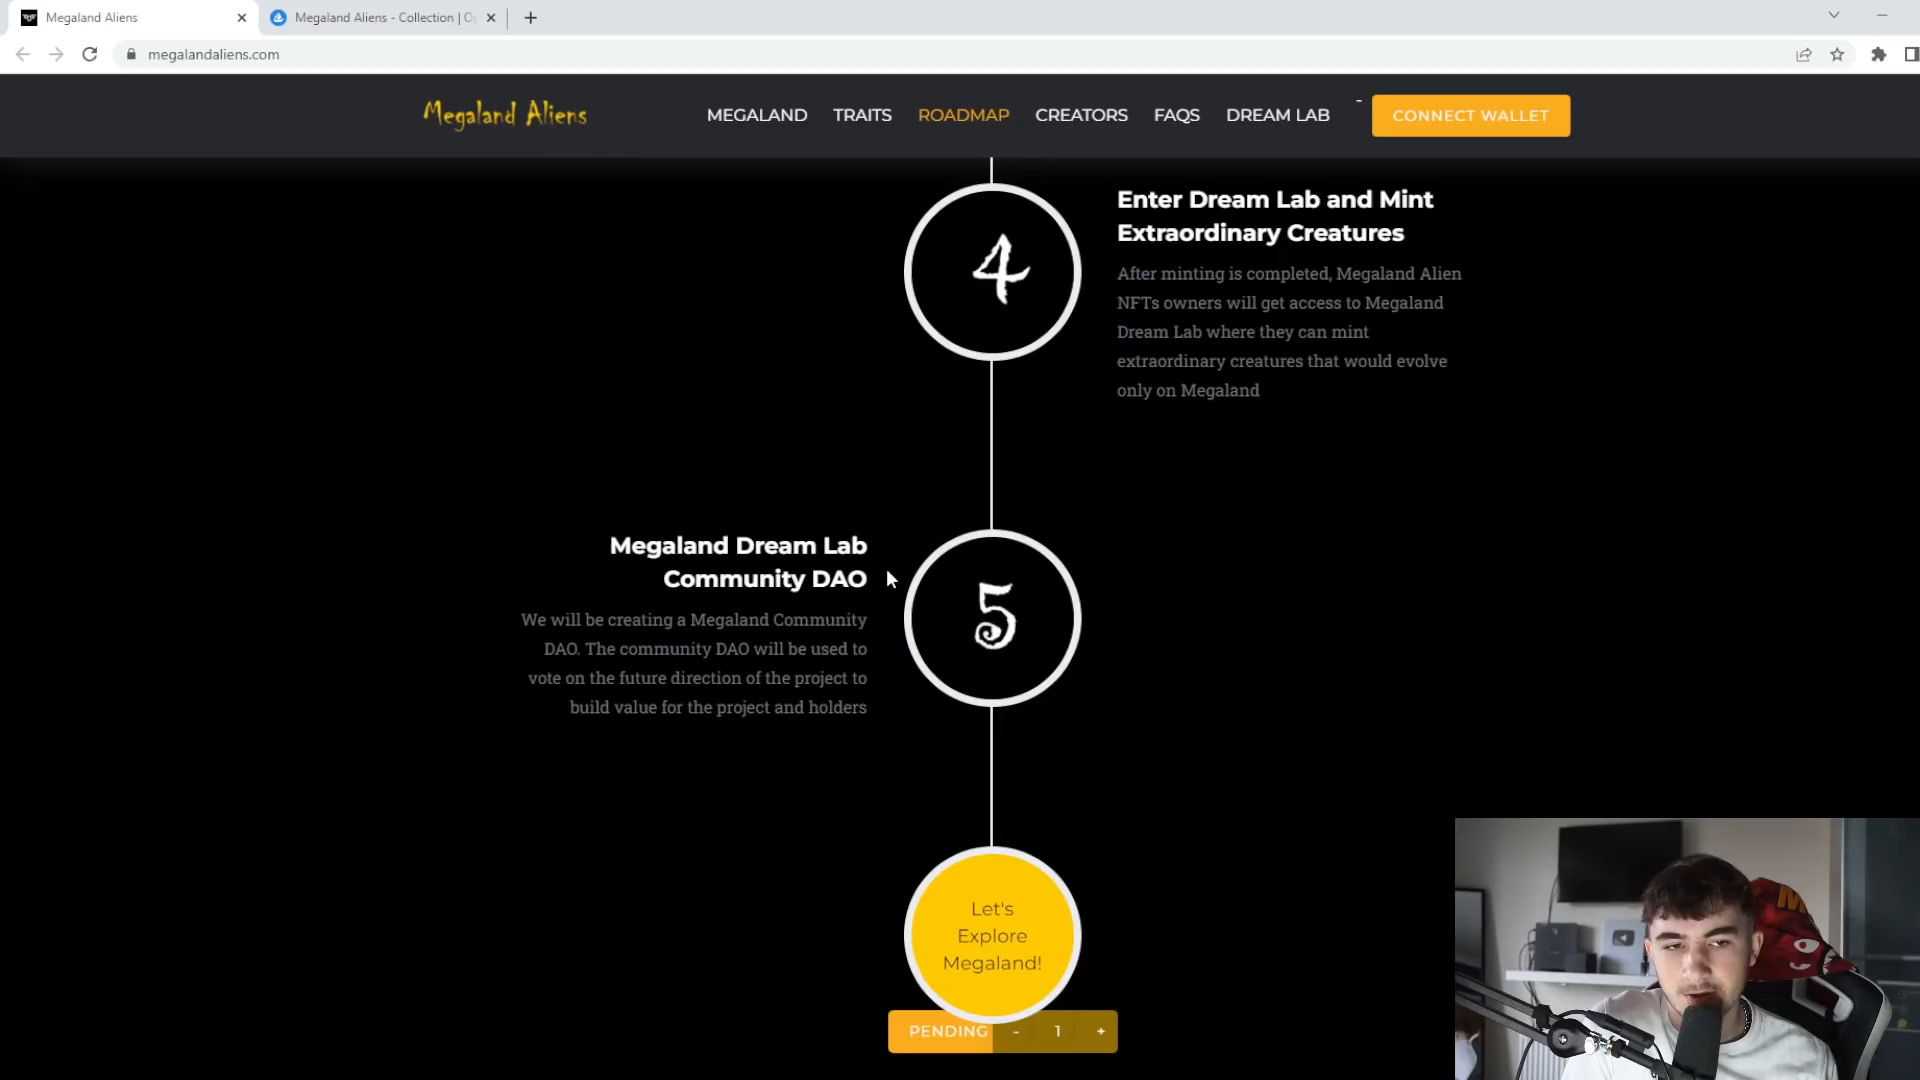 Megaland Aliens
Megaland Aliens - Collection | O
megalandaliens.com
Megaland Aliens
MEGALAND
TRAITS
ROADMAP
CREATORS
FAQS
DREAM LAB
-
CONNECT WALLET
4
Enter Dream Lab and Mint
Extraordinary Creatures
After minting is completed, Megaland Alien
NFTs owners will get access to Megaland
Dream Lab where they can mint
extraordinary creatures that would evolve
only on Megaland
Megaland Dream Lab
Community DAO
We will be creating a Megaland Community
DAO. The community DAO will be used to
vote on the future direction of the project to
build value for the project and holders
5
Let's
Explore
Megaland!
PENDING
- 1 +